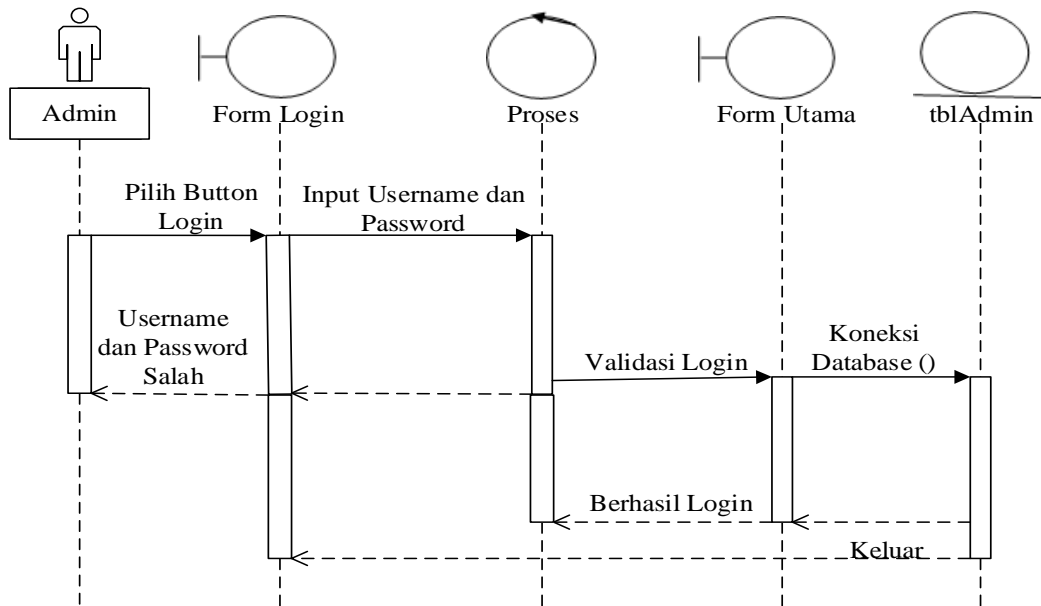 Admin
Form Login
Proses
Form Utama
tblAdmin
Pilih Button
Login
Input Username dan
Password
Username
dan Password
Salah
Validasi Login
Koneksi
Database ()
Berhasil Login
Keluar